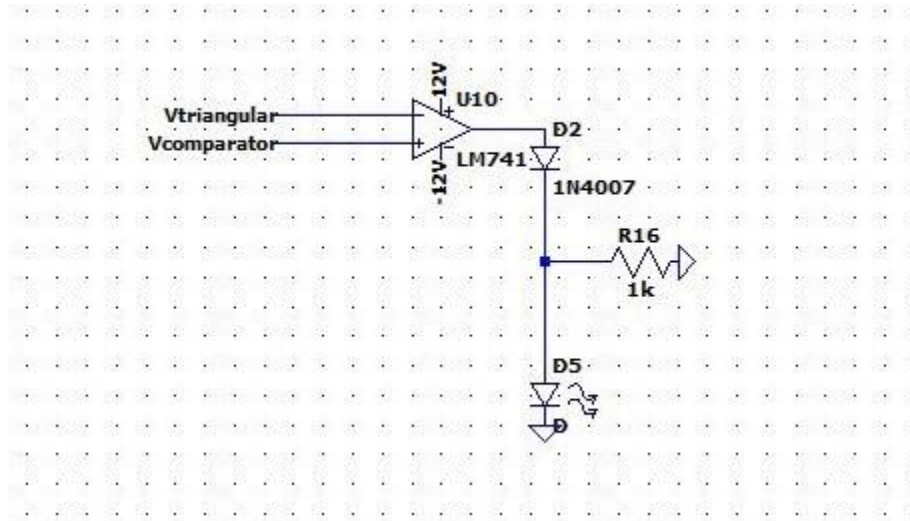 12V
U10
Vtriangular
Vcomparator
LM741
-12V
D2
1N4007
R16
1k
D5
D